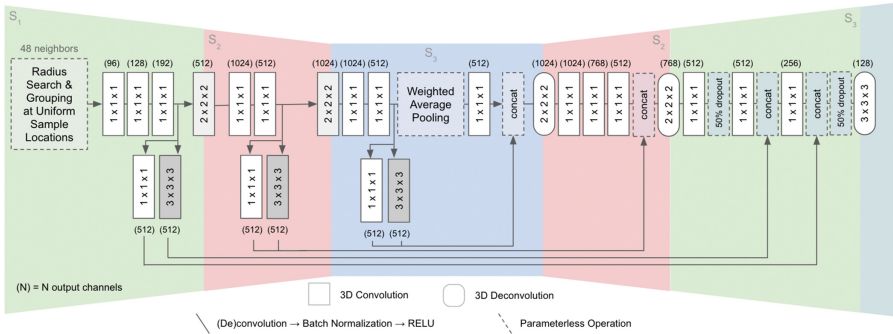 S1
S2
S3
S2
S1
S3
48 neighbors
Radius
Search &
Grouping
at Uniform
Sample
Locations
(96) (128) (192) (512) (1024) (512) (1024) (1024) (512) (512) (1024) (1024) (768) (512) (768) (512) (512) (256) (128)
1 x 1 x 1
1 x 1 x 1
1 x 1 x 1
2 x 2 x 2
1 x 1 x 1
1 x 1 x 1
2 x 2 x 2
1 x 1 x 1
1 x 1 x 1
Weighted
Average
Pooling
1 x 1 x 1
concat
2 x 2 x 2
1 x 1 x 1
1 x 1 x 1
1 x 1 x 1
concat
2 x 2 x 2
1 x 1 x 1
50% dropout
1 x 1 x 1
concat
1 x 1 x 1
concat
50% dropout
3 x 3 x 3
1 x 1 x 1
3 x 3 x 3
1 x 1 x 1
3 x 3 x 3
1 x 1 x 1
3 x 3 x 3
(512) (512) (512) (512) (512) (512)
(N) = N output channels
3D Convolution
3D Deconvolution
(De)convolution → Batch Normalization → RELU
Parameterless Operation